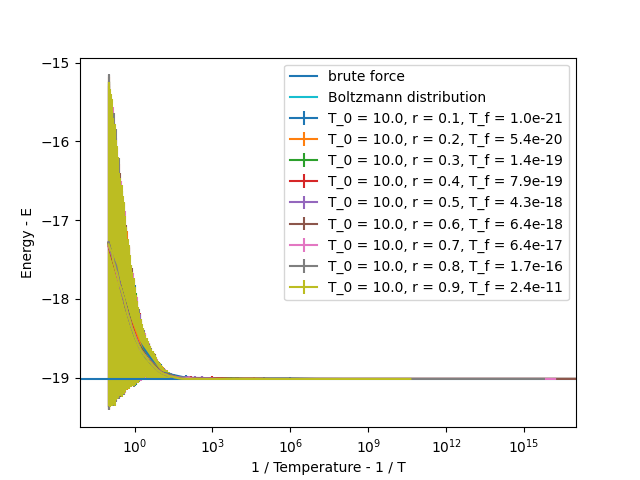 −15
−16
−17
−18
−19
Energy - E
brute force
Boltzmann distribution
T_0 = 10.0, r = 0.1, T_f = 1.0e-21
T_0 = 10.0, r = 0.2, T_f = 5.4e-20
T_0 = 10.0, r = 0.3, T_f = 1.4e-19
T_0 = 10.0, r = 0.4, T_f = 7.9e-19
T_0 = 10.0, r = 0.5, T_f = 4.3e-18
T_0 = 10.0, r = 0.6, T_f = 6.4e-18
T_0 = 10.0, r = 0.7, T_f = 6.4e-17
T_0 = 10.0, r = 0.8, T_f = 1.7e-16
T_0 = 10.0, r = 0.9, T_f = 2.4e-11
10⁰ 10³ 10⁶ 10⁹ 10¹² 10¹⁵
1 / Temperature - 1 / T